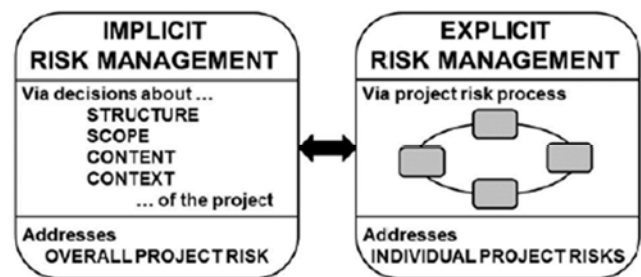 IMPLICIT
RISK MANAGEMENT
Via decisions about ...
STRUCTURE
SCOPE
CONTENT
CONTEXT
... of the project
Addresses
OVERALL PROJECT RISK
EXPLICIT
RISK MANAGEMENT
Via project risk process
Addresses
INDIVIDUAL PROJECT RISKS